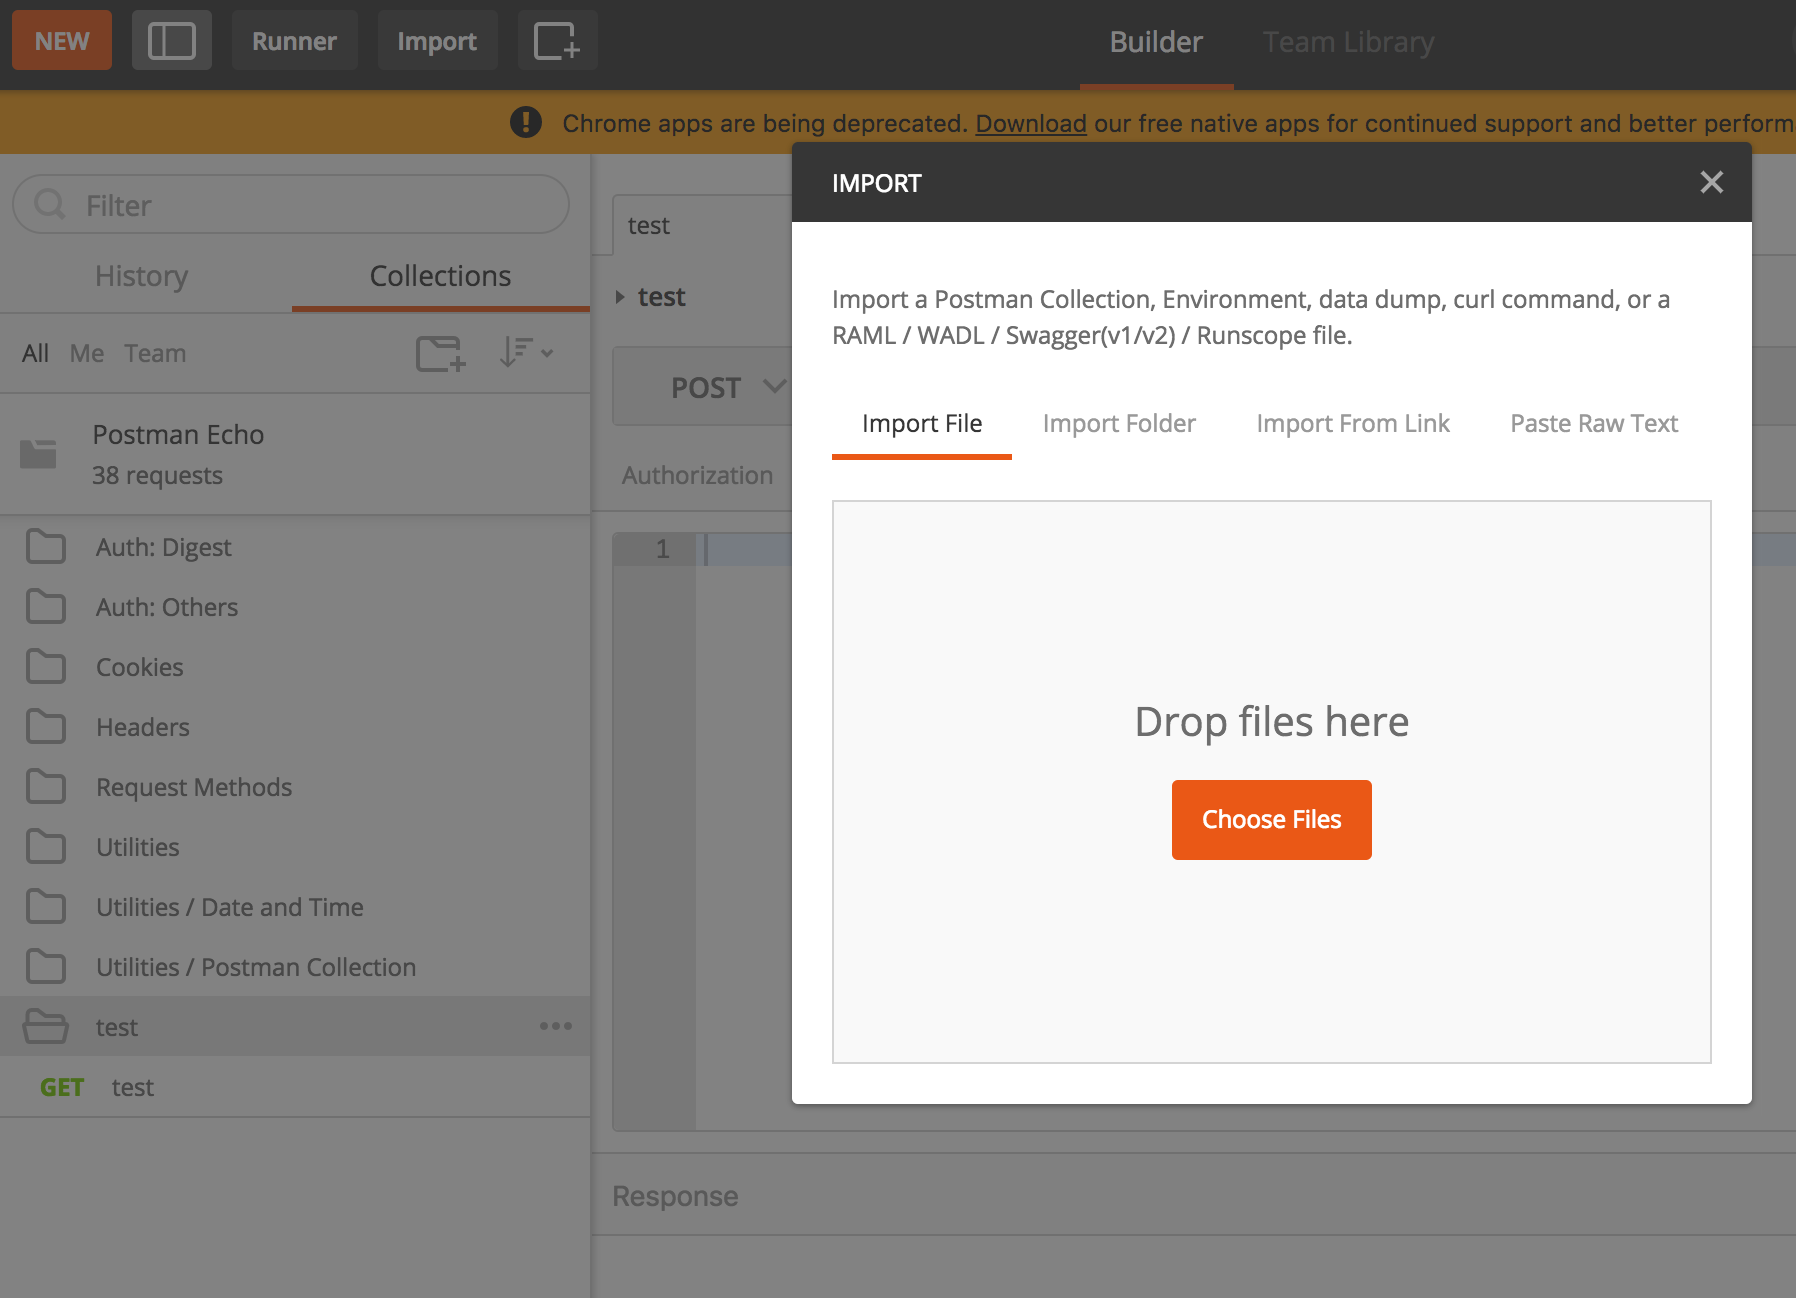 NEW
Runner
Import
Builder
Team Library
Chrome apps are being deprecated. Download our free native apps for continued support and better
Filter
History
Collections
All
Me
Team
Postman Echo
38 requests
Auth: Digest
Auth: Others
Cookies
Headers
Request Methods
Utilities
Utilities / Date and Time
Utilities / Postman Collection
test
GET test
test
test
POST
Authorization
1
Response
IMPORT
Import a Postman Collection, Environment, data dump, curl command, or a
RAML / WADL / Swagger(v1/v2) / Runscope file.
Import File
Import Folder
Import From Link
Paste Raw Text
Drop files here
Choose Files